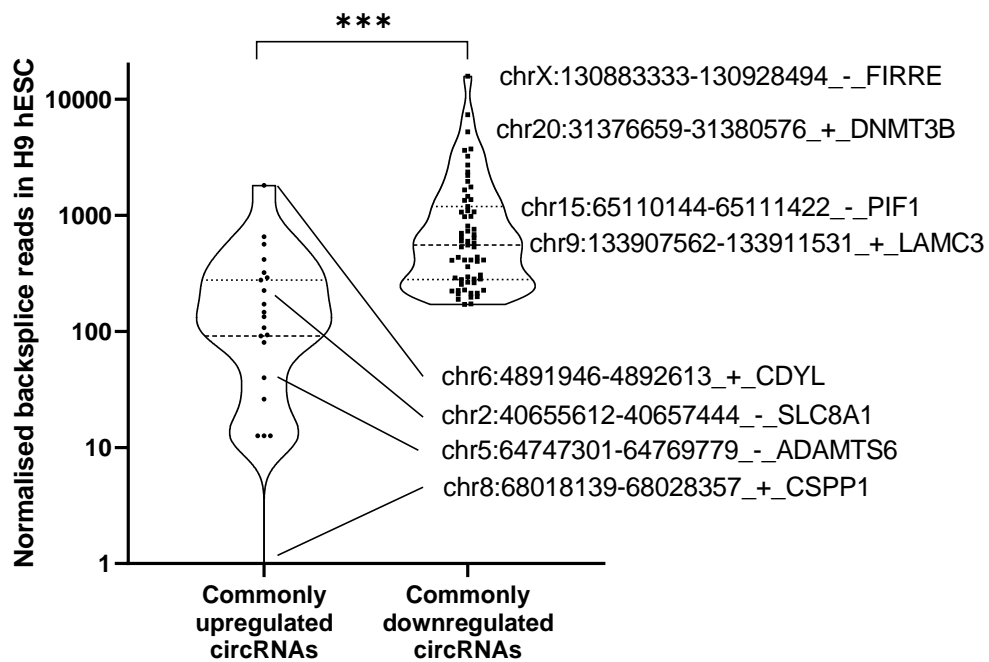 ***
Normalised backsplice reads in H9 hESC
10000
1000
100
10
1
chrX:130883333-130928494_-_FIRRE
chr20:31376659-31380576_+_DNMT3B
chr15:65110144-65111422_-_PIF1
chr9:133907562-133911531_+_LAMC3
chr6:4891946-4892613_+_CDYL
chr2:40655612-40657444_-_SLC8A1
chr5:64747301-64769779_-_ADAMTS6
chr8:68018139-68028357_+_CSPP1
Commonly
upregulated
circRNAs
Commonly
downregulated
circRNAs